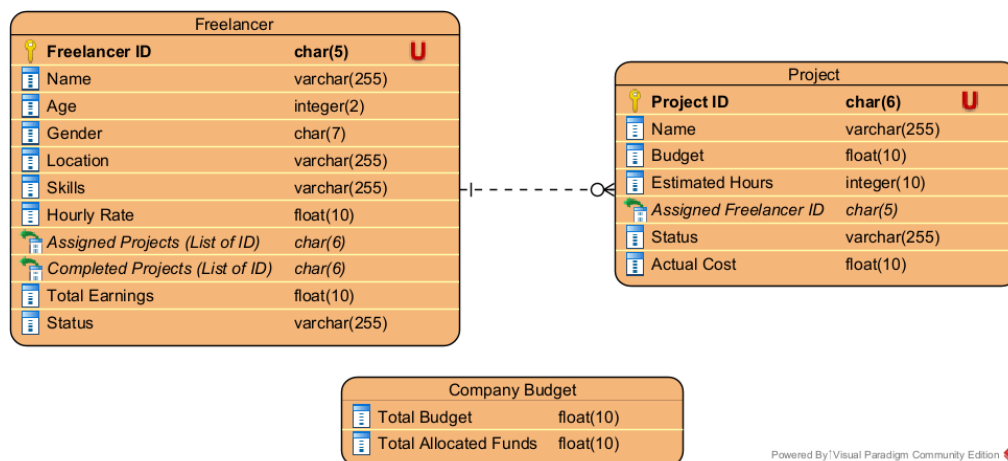 Freelancer
Freelancer ID char(5) U
Name varchar(255)
Age integer(2)
Gender char(7)
Location varchar(255)
Skills varchar(255)
Hourly Rate float(10)
Assigned Projects (List of ID) char(6)
Completed Projects (List of ID) char(6)
Total Earnings float(10)
Status varchar(255)
Project
Project ID char(6) U
Name varchar(255)
Budget float(10)
Estimated Hours integer(10)
Assigned Freelancer ID char(5)
Status varchar(255)
Actual Cost float(10)
Company Budget
Total Budget float(10)
Total Allocated Funds float(10)
Powered By Visual Paradigm Community Edition